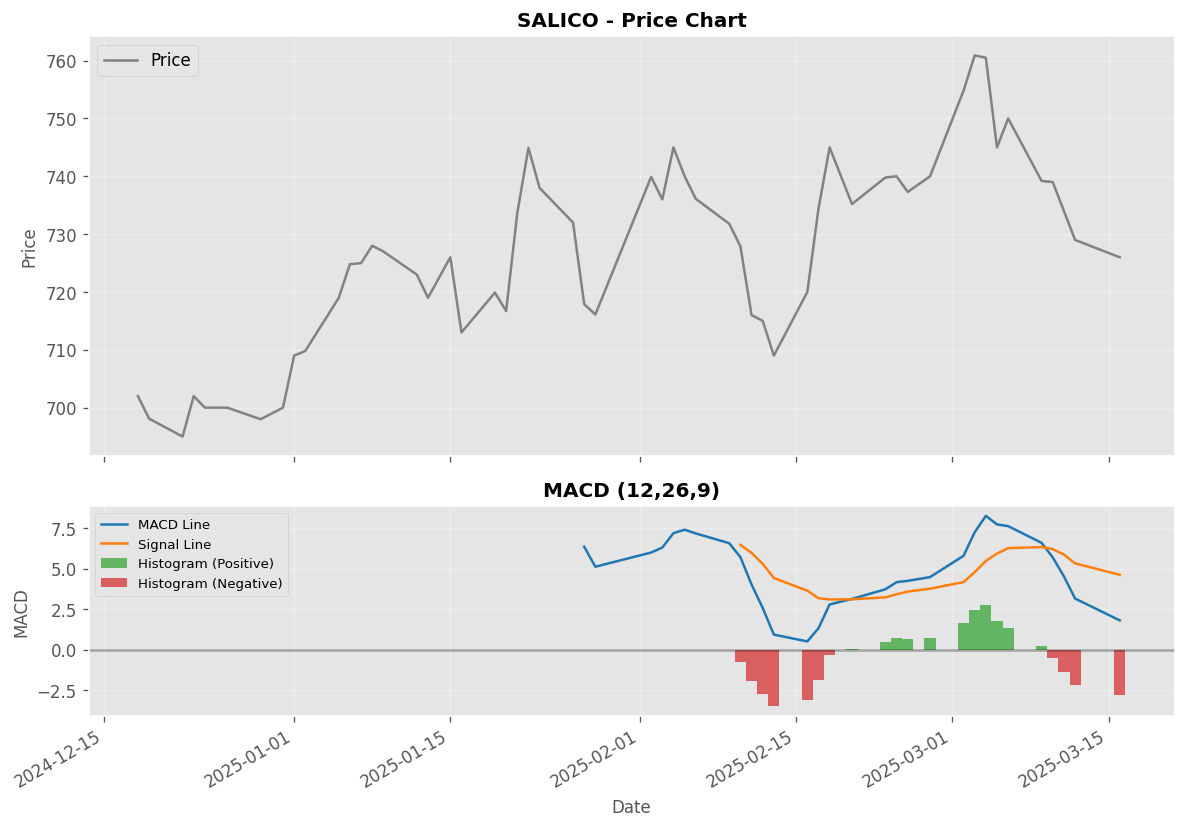 SALICO - Price Chart
Price
760
750
740
730
720
710
700
Price
MACD (12,26,9)
MACD Line
Signal Line
Histogram (Positive)
Histogram (Negative)
7.5
5.0
2.5
0.0
−2.5
MACD
2024-12-15
2025-01-01
2025-01-15
2025-02-01
2025-02-15
2025-03-01
2025-03-15
Date